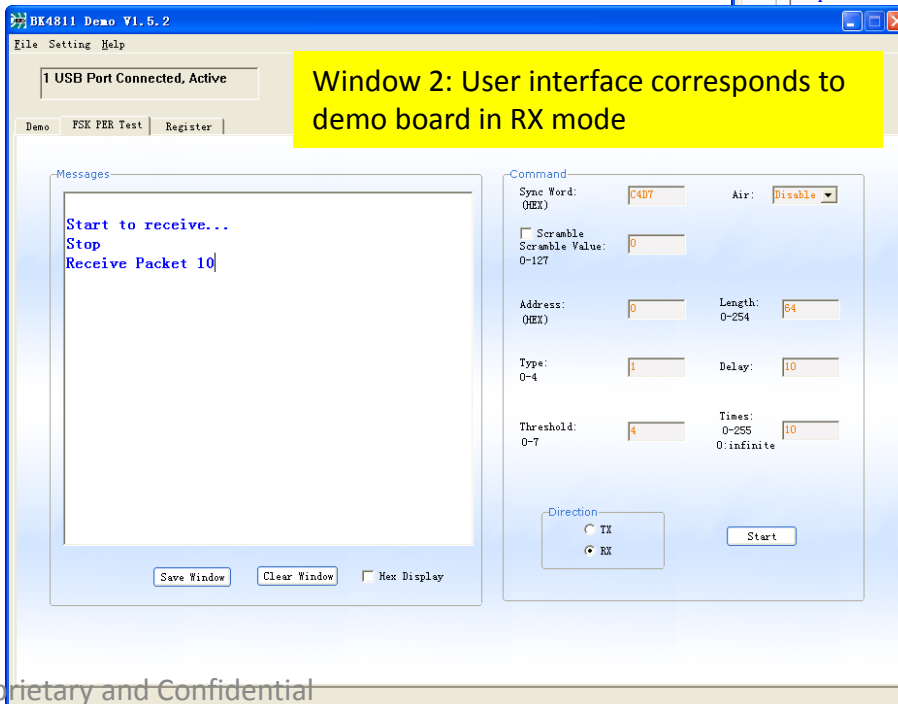 BK4811 Demo V1.5.2
File Setting Help
1 USB Port Connected, Active
Window 2: User interface corresponds to
demo board in RX mode
Demo FSK PER Test Register
Messages
Start to receive...
Stop
Receive Packet 10
Save Window Clear Window Hex Display
Command
Sync Word:
(HEX)
C4D7
Air: Disable
Scramble
Scramble Value:
0-127
0
Address:
(HEX)
0
Length:
0-254
64
Type:
0-4
1
Delay: 10
Threshold:
0-7
4
Times:
0-255
0:infinite
10
Direction
TX
RX
Start
prietary and Confidential